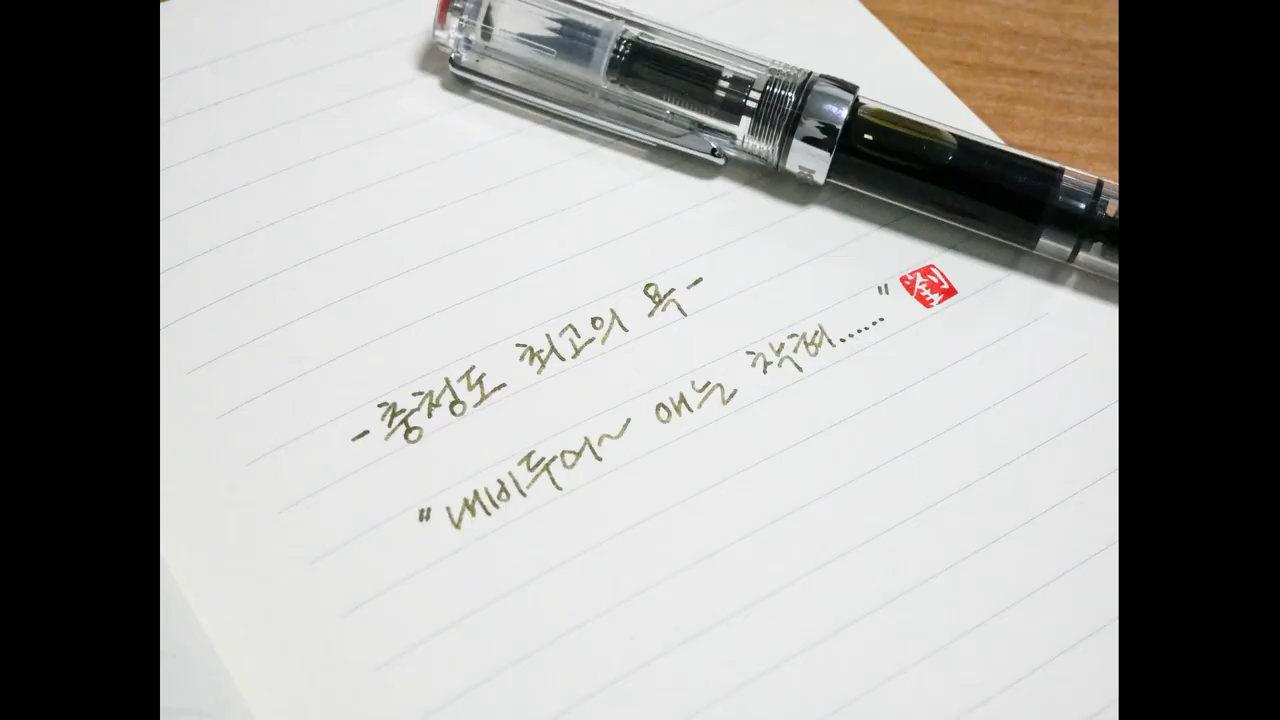 -충청도 최고의 욕-
"내비두어~ 애는 착혀......"